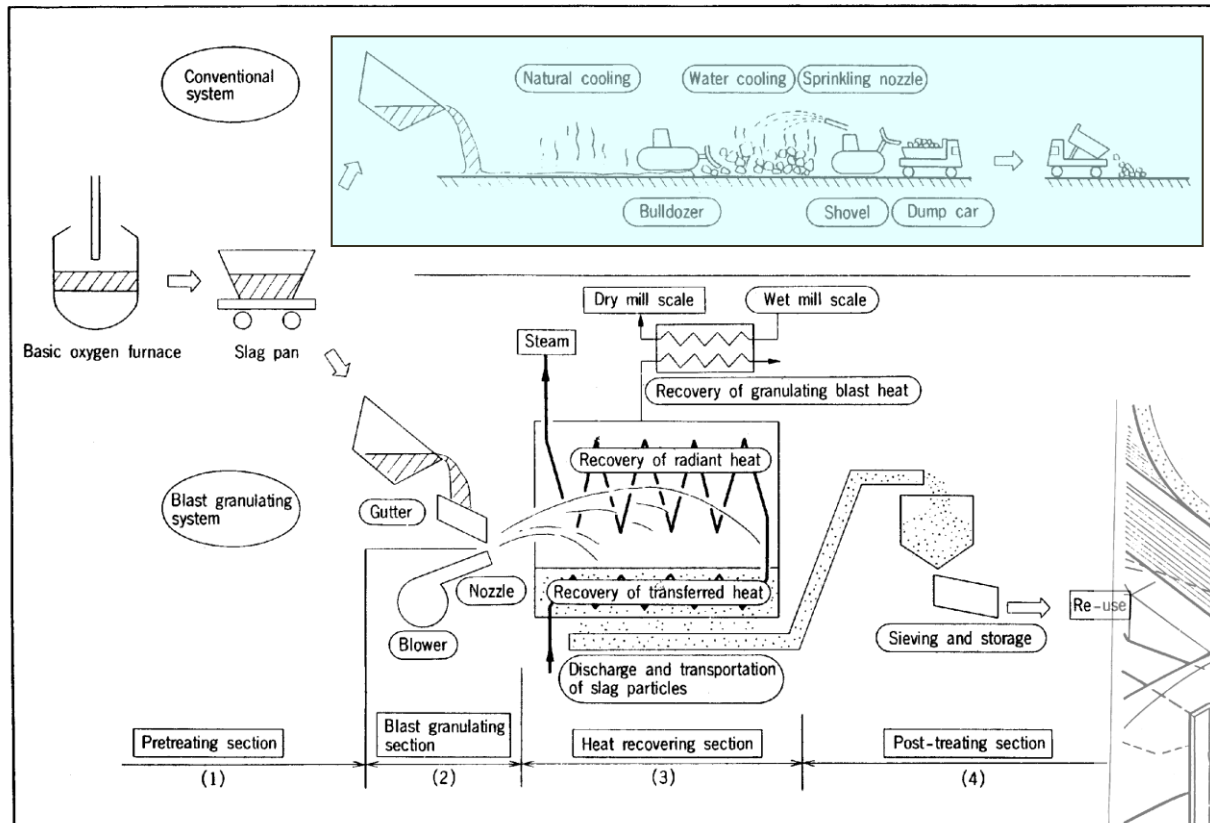 Conventional
system
Natural cooling
Water cooling
Sprinkling nozzle
Bulldozer
Shovel
Dump car
Basic oxygen furnace
Slag pan
Dry mill scale
Wet mill scale
Steam
Recovery of granulating blast heat
Recovery of radiant heat
Blast granulating
system
Gutter
Nozzle
Recovery of transferred heat
Blower
Discharge and transportation
of slag particles
Sieving and storage
Re-use
Pretreating section
Blast granulating
section
Heat recovering section
Post-treating section
(1)
(2)
(3)
(4)